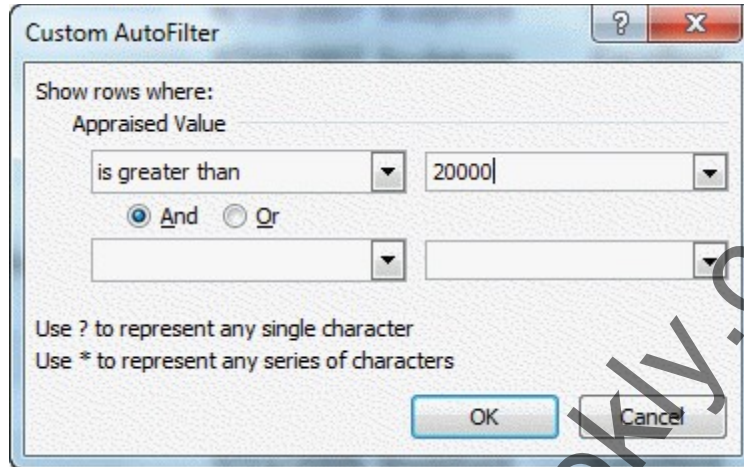 Custom AutoFilter
Show rows where:
Appraised Value
is greater than 20000
And Or
Use ? to represent any single character
Use * to represent any series of characters
OK Cancel